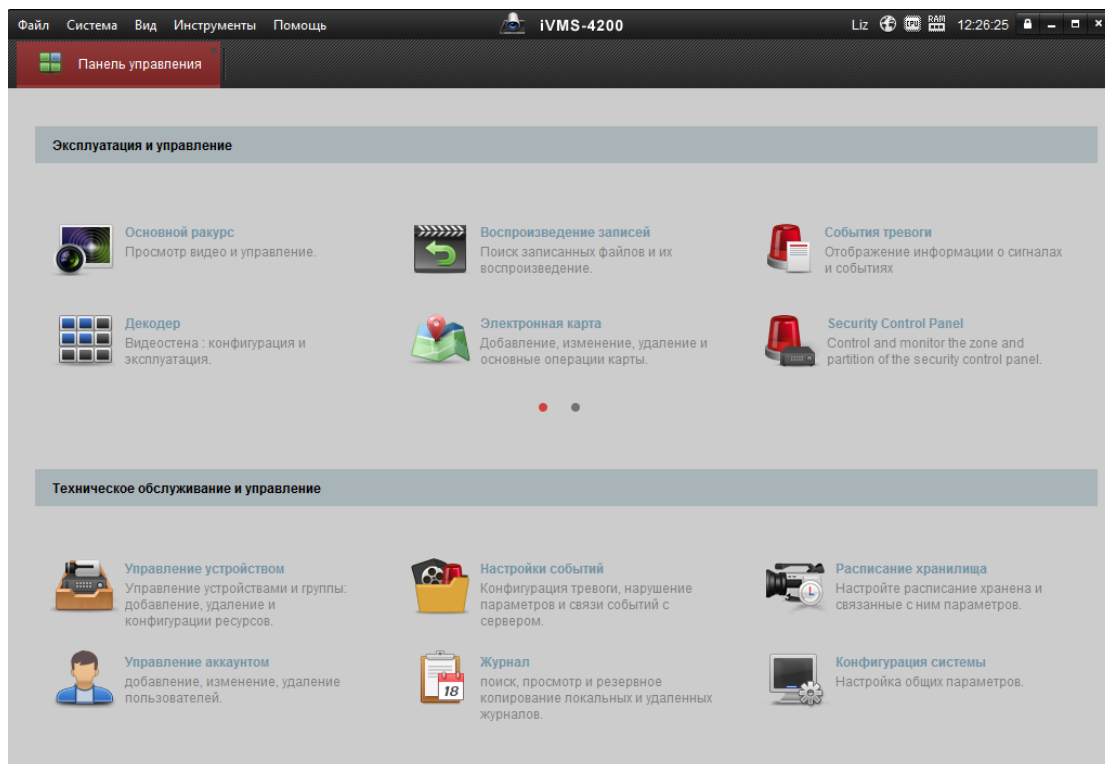 Файл Система Вид Инструменты Помощь iVMS-4200 Liz CPU RAM 12:26:25
Панель управления
Эксплуатация и управление
Основной ракурс
Просмотр видео и управление.
Воспроизведение записей
Поиск записанных файлов и их
воспроизведение.
События тревоги
Отображение информации о сигналах
и событиях
Декодер
Видеостена : конфигурация и
эксплуатация.
Электронная карта
Добавление, изменение, удаление и
основные операции карты.
Security Control Panel
Control and monitor the zone and
partition of the security control panel.
Техническое обслуживание и управление
Управление устройством
Управление устройствами и группы:
добавление, удаление и
конфигурации ресурсов.
Настройки событий
Конфигурация тревоги, нарушение
параметров и связи событий с
сервером.
Расписание хранилища
Настройте расписание хранена и
связанные с ним параметров.
Управление аккаунтом
добавление, изменение, удаление
пользователей.
18
Журнал
поиск, просмотр и резервное
копирование локальных и удаленных
журналов.
Конфигурация системы
Настройка общих параметров.